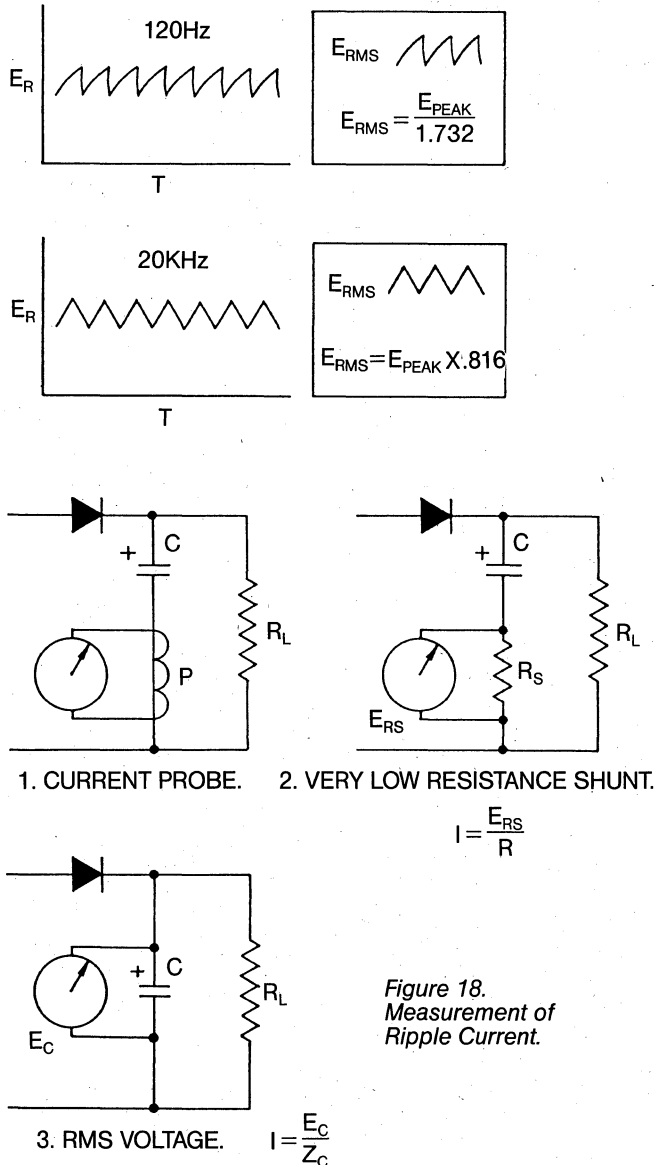 120Hz
E_R
T
E_RMS
E_RMS = E_PEAK / 1.732
20KHz
E_R
T
E_RMS
E_RMS = E_PEAK X .816
+ C
R_L
P
1. CURRENT PROBE.
+ C
R_L
R_S
E_RS
2. VERY LOW RESISTANCE SHUNT.
I = E_RS / R
+ C
R_L
E_C
3. RMS VOLTAGE.
I = E_C / Z_C
Figure 18.
Measurement of
Ripple Current.